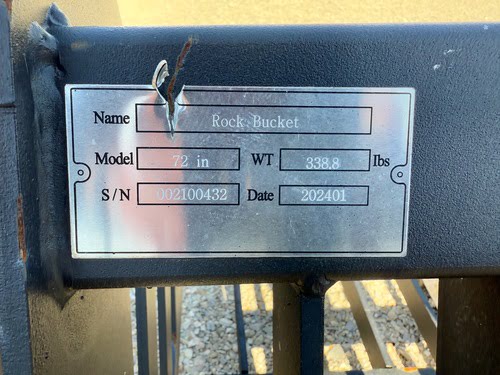 Name Rock Bucket
Model 72 in WT 338.8 lbs
S/N 002100432 Date 202401